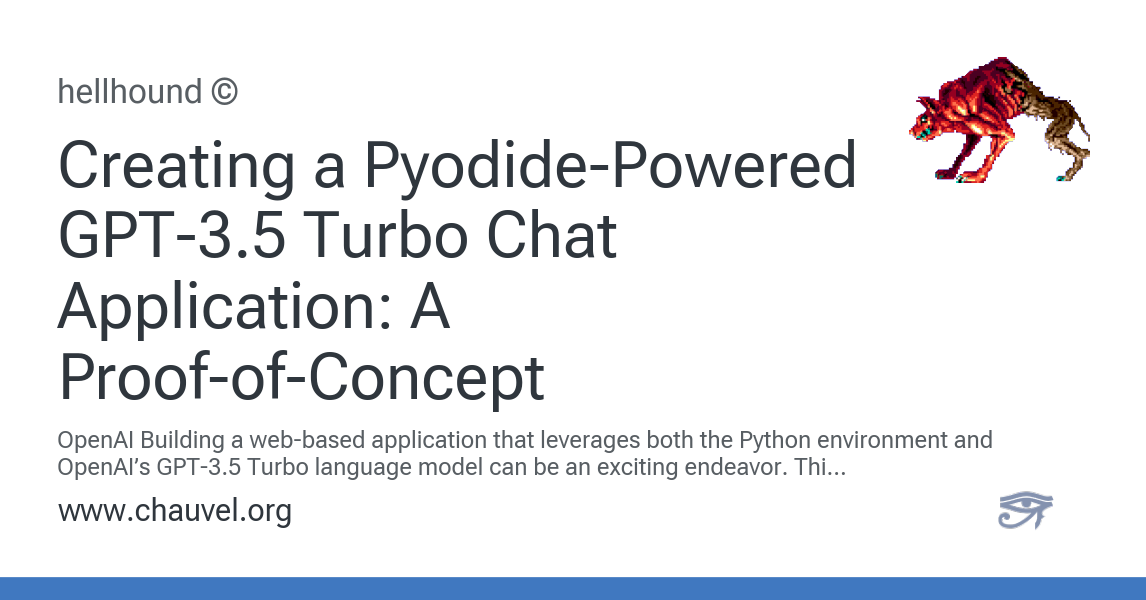 hellhound ©
Creating a Pyodide-Powered
GPT-3.5 Turbo Chat
Application: A
Proof-of-Concept
OpenAI Building a web-based application that leverages both the Python environment and
OpenAI’s GPT-3.5 Turbo language model can be an exciting endeavor. Thi...
www.chauvel.org